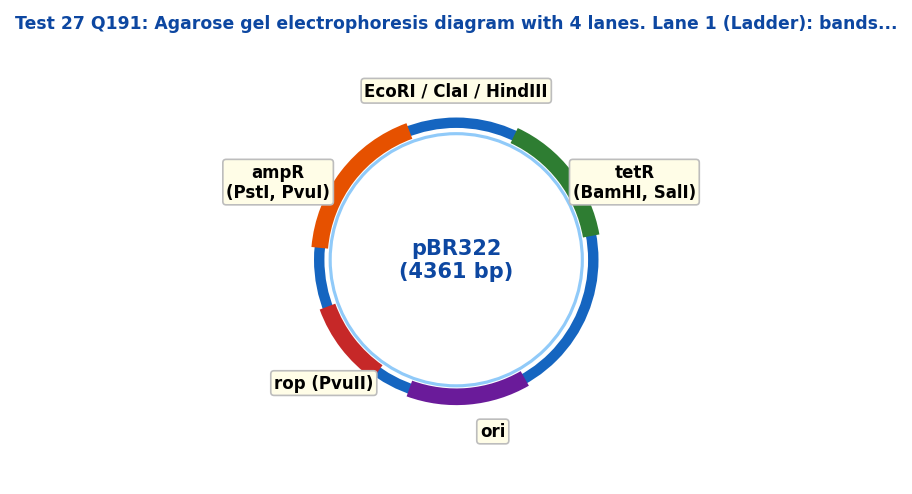 Test 27 Q191: Agarose gel electrophoresis diagram with 4 lanes. Lane 1 (Ladder): bands...
EcoRI / ClaI / HindIII
ampR
(PstI, PvuI)
tetR
(BamHI, SalI)
pBR322
(4361 bp)
rop (PvuII)
ori